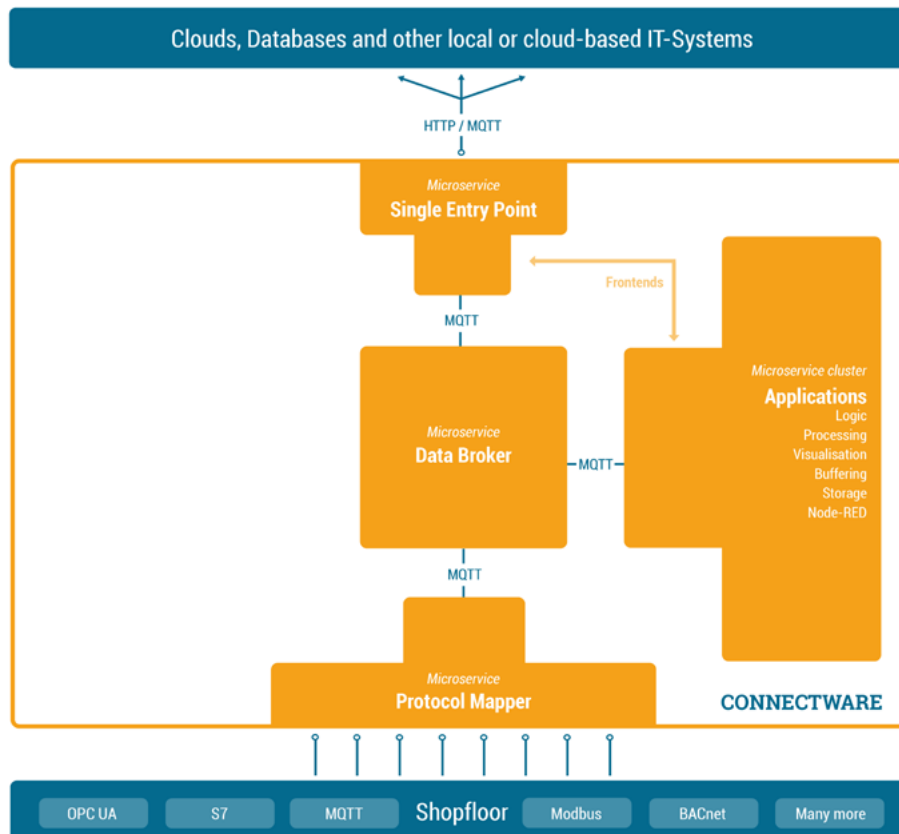 Clouds, Databases and other local or cloud-based IT-Systems
HTTP / MQTT
Microservice
Single Entry Point
Frontends
MQTT
Microservice cluster
Applications
Logic
Processing
Visualisation
Buffering
Storage
Node-RED
Microservice
Data Broker
MQTT
MQTT
Microservice
Protocol Mapper
CONNECTWARE
OPC UA
S7
MQTT
Shopfloor
Modbus
BACnet
Many more